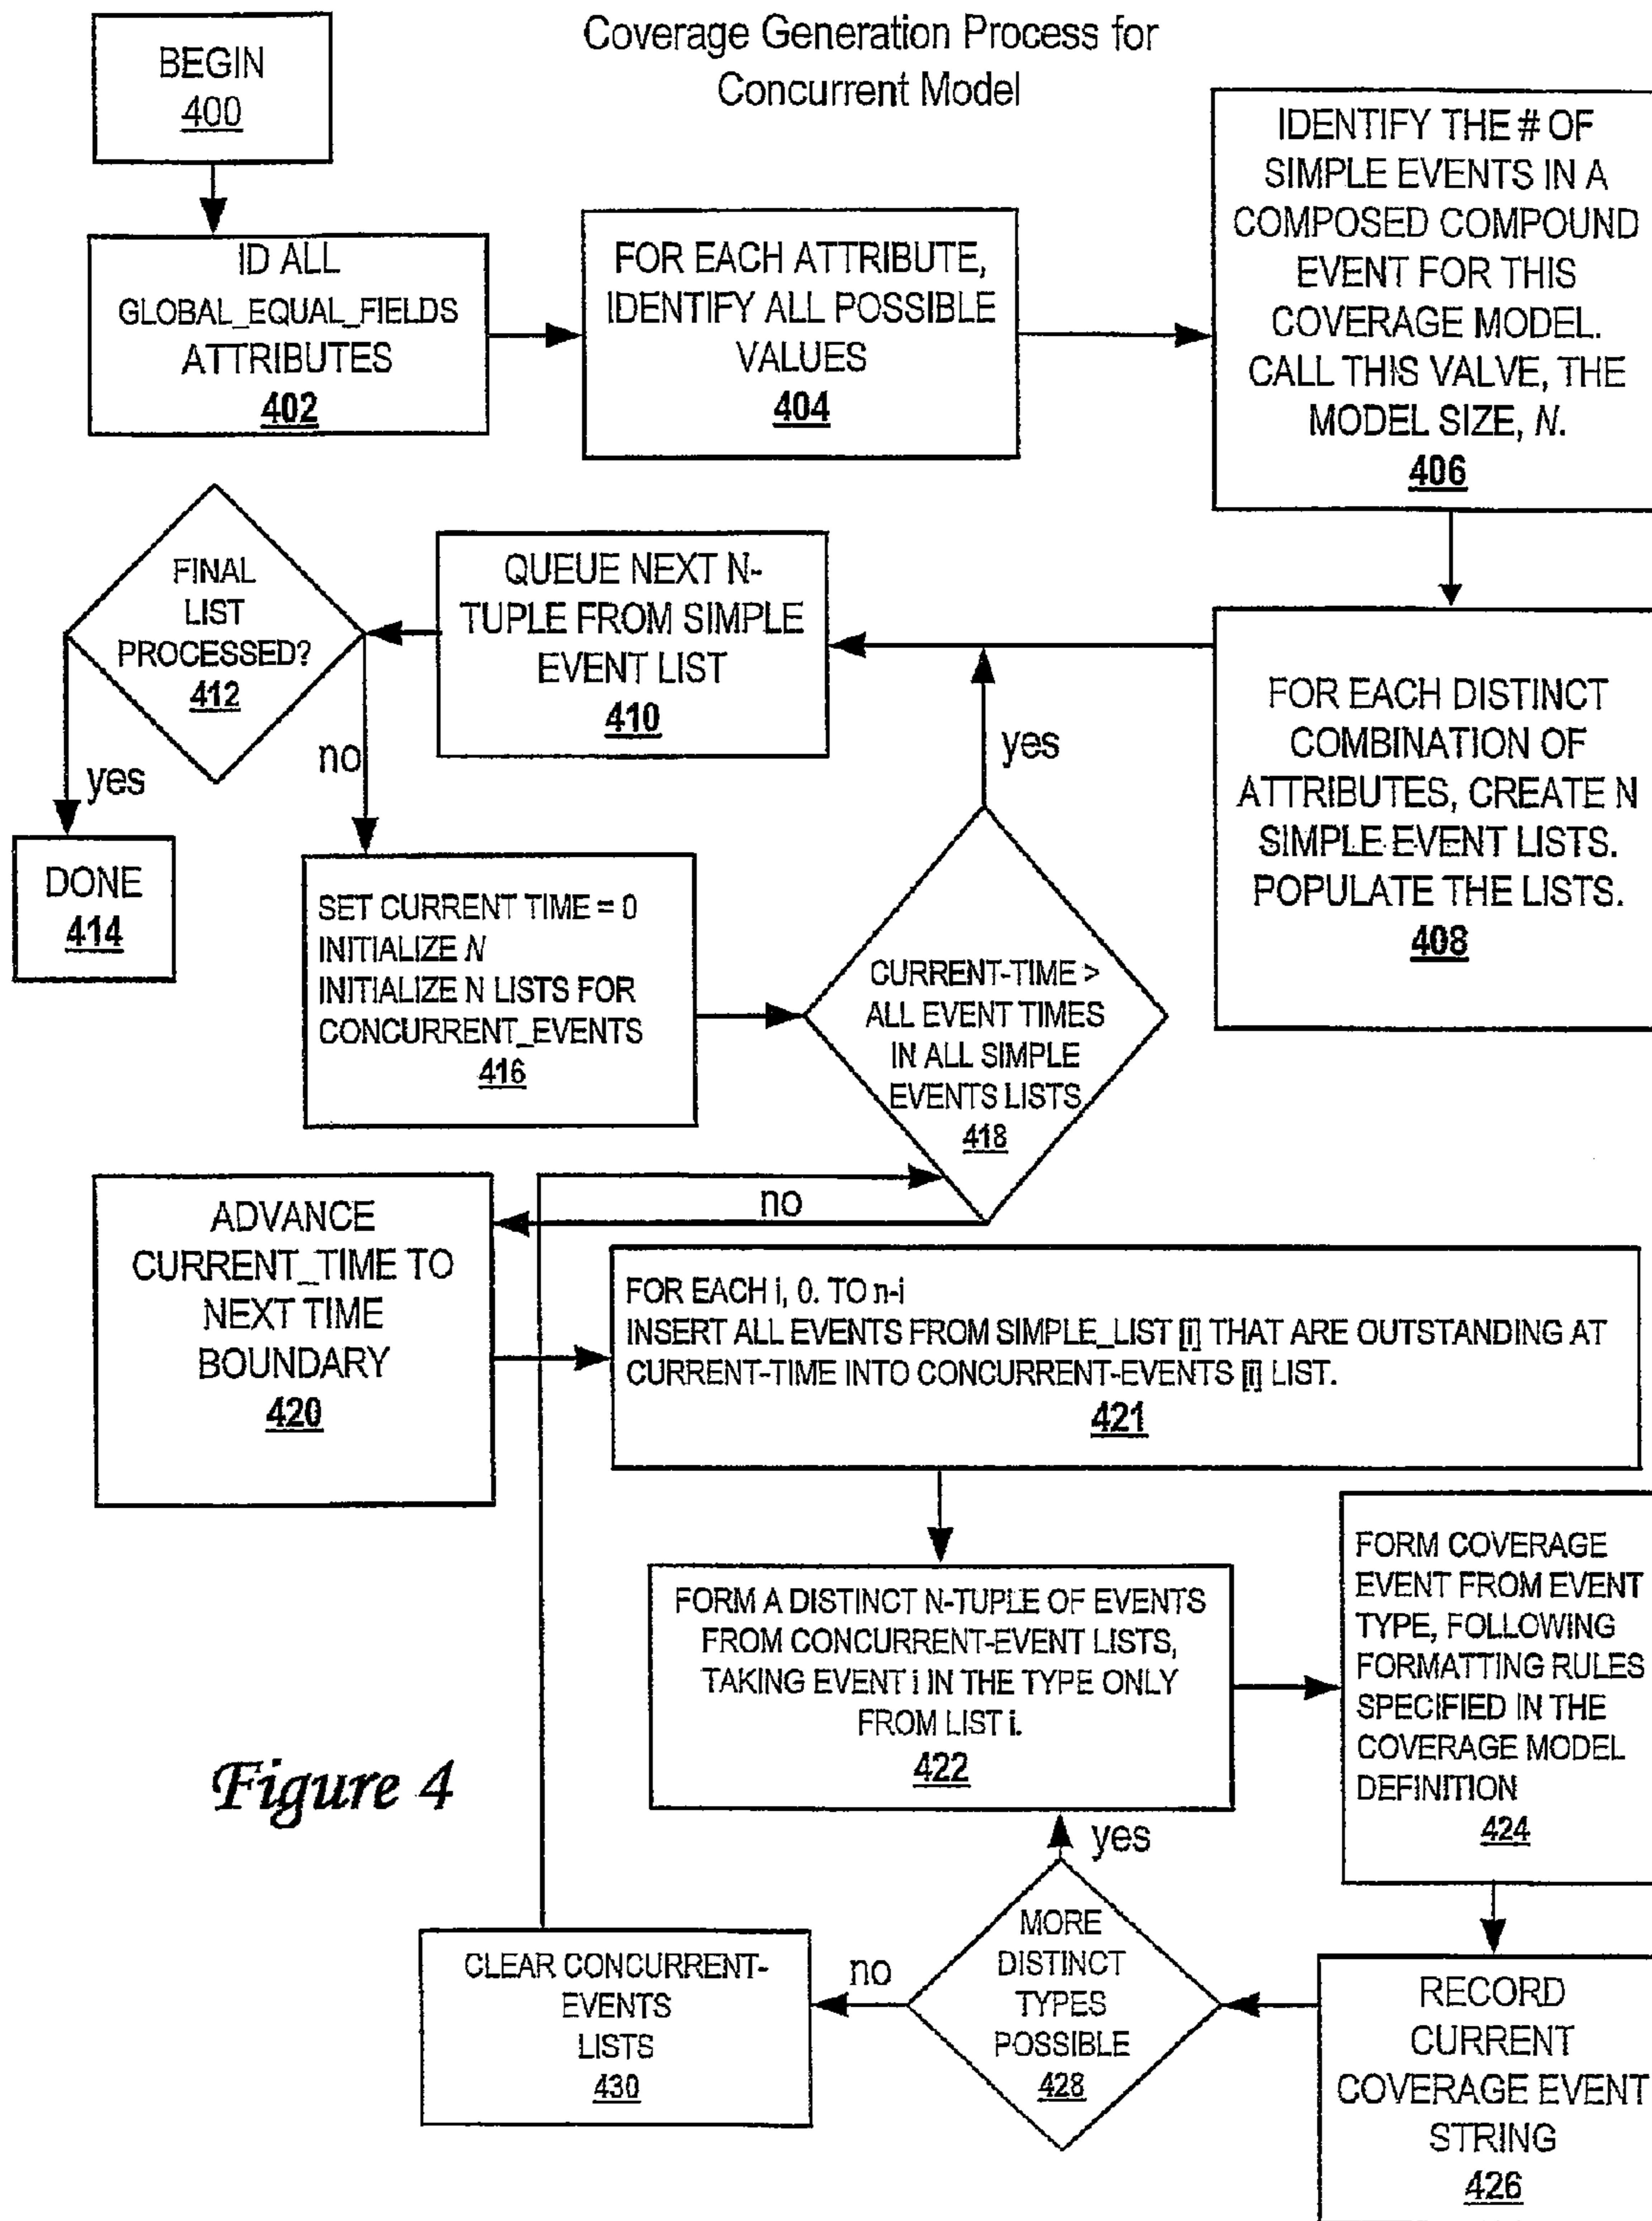 Coverage Generation Process for
Concurrent Model
BEGIN
400
ID ALL
GLOBAL_EQUAL_FIELDS
ATTRIBUTES
402
FOR EACH ATTRIBUTE,
IDENTIFY ALL POSSIBLE
VALUES
404
IDENTIFY THE # OF
SIMPLE EVENTS IN A
COMPOSED COMPOUND
EVENT FOR THIS
COVERAGE MODEL.
CALL THIS VALVE, THE
MODEL SIZE, N.
406
FOR EACH DISTINCT
COMBINATION OF
ATTRIBUTES, CREATE N
SIMPLE EVENT LISTS.
POPULATE THE LISTS.
408
QUEUE NEXT N-
TUPLE FROM SIMPLE
EVENT LIST
410
FINAL
LIST
PROCESSED?
412
yes
no
DONE
414
SET CURRENT TIME = 0
INITIALIZE N
INITIALIZE N LISTS FOR
CONCURRENT_EVENTS
416
yes
CURRENT-TIME >
ALL EVENT TIMES
IN ALL SIMPLE
EVENTS LISTS
418
no
ADVANCE
CURRENT_TIME TO
NEXT TIME
BOUNDARY
420
FOR EACH i, 0. TO n-i
INSERT ALL EVENTS FROM SIMPLE_LIST [i] THAT ARE OUTSTANDING AT
CURRENT-TIME INTO CONCURRENT-EVENTS [i] LIST.
421
FORM A DISTINCT N-TUPLE OF EVENTS
FROM CONCURRENT-EVENT LISTS,
TAKING EVENT i IN THE TYPE ONLY
FROM LIST i.
422
FORM COVERAGE
EVENT FROM EVENT
TYPE, FOLLOWING
FORMATTING RULES
SPECIFIED IN THE
COVERAGE MODEL
DEFINITION
424
RECORD
CURRENT
COVERAGE EVENT
STRING
426
yes
MORE
DISTINCT
TYPES
POSSIBLE
428
no
CLEAR CONCURRENT-
EVENTS
LISTS
430
Figure 4